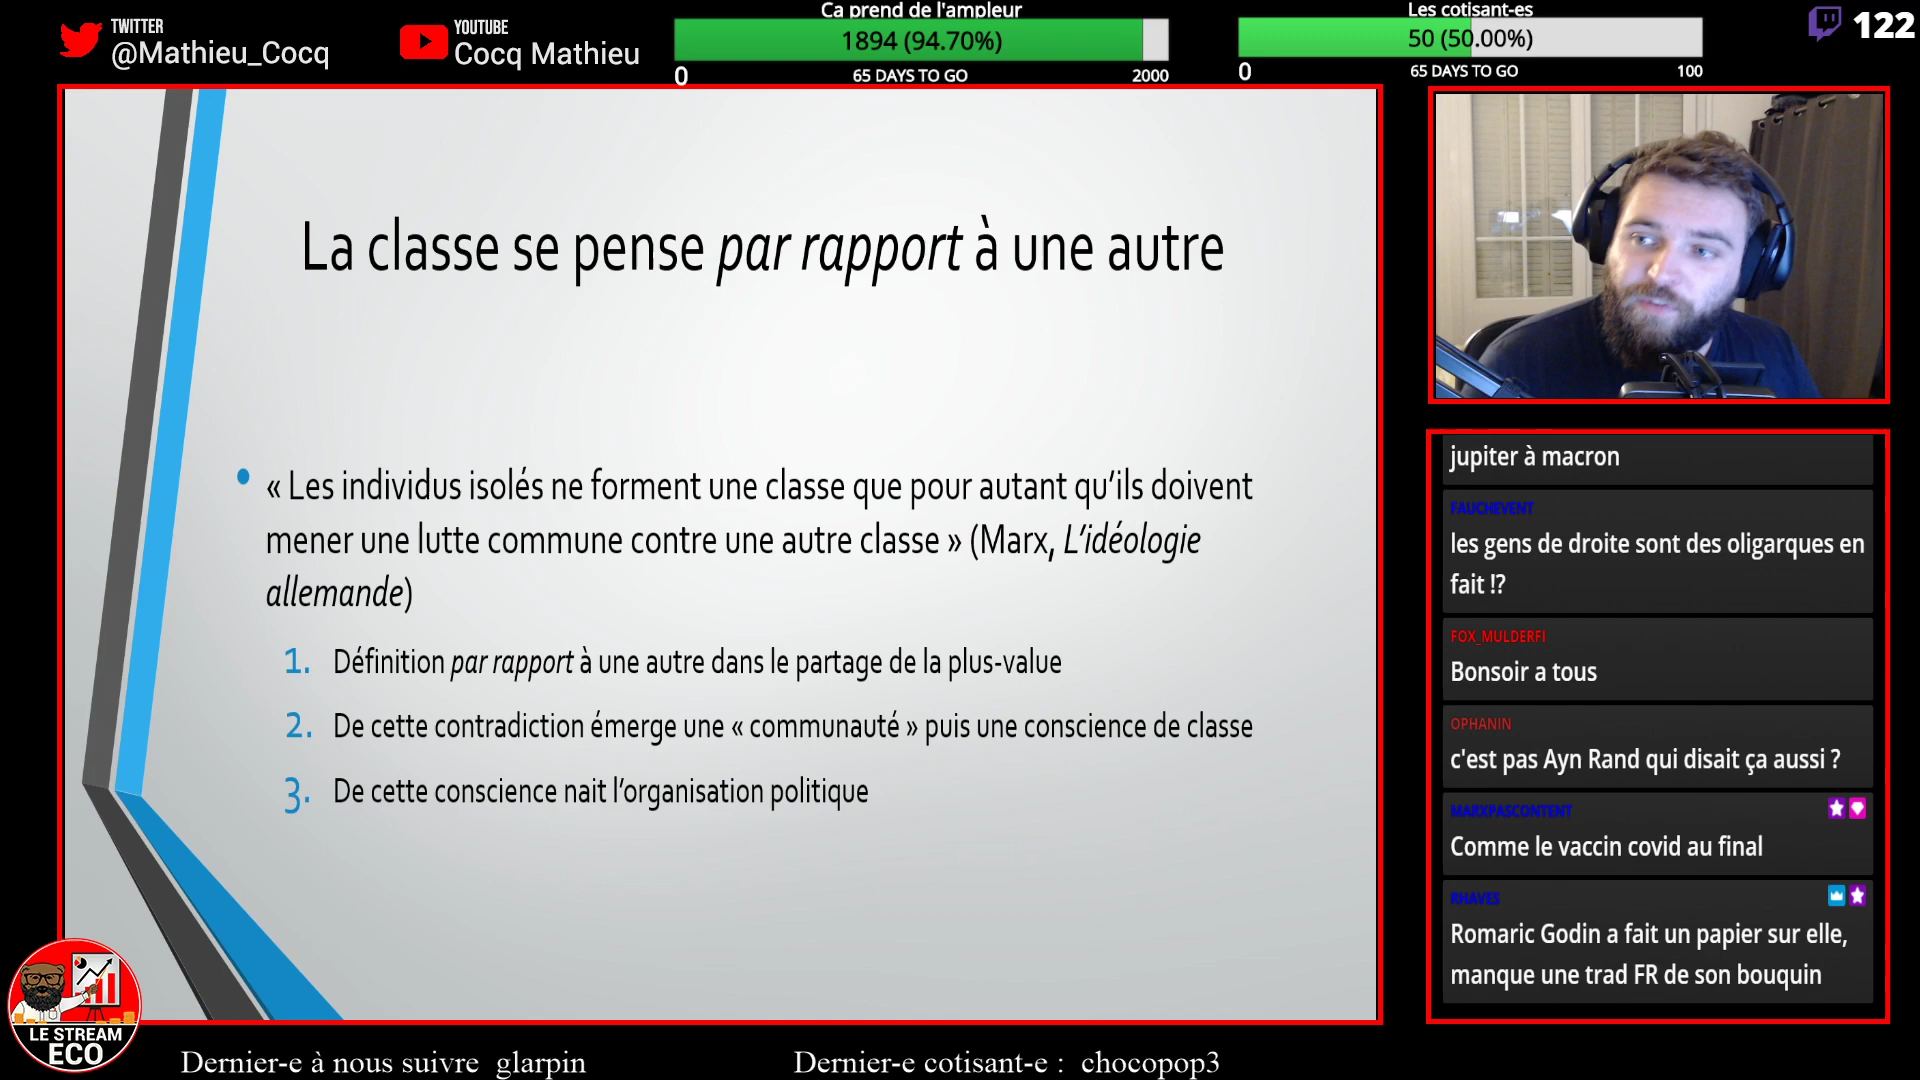 TWITTER
@Mathieu_Cocq
YOUTUBE
Cocq Mathieu
Ca prend de l'ampleur
1894 (94.70%)
0 65 DAYS TO GO 2000
Les cotisant-es
50 (50.00%)
0 65 DAYS TO GO 100
122
La classe se pense par rapport à une autre
• « Les individus isolés ne forment une classe que pour autant qu’ils doivent
mener une lutte commune contre une autre classe » (Marx, L’idéologie
allemande)
1. Définition par rapport à une autre dans le partage de la plus-value
2. De cette contradiction émerge une « communauté » puis une conscience de classe
3. De cette conscience nait l’organisation politique
jupiter à macron
FAUCHEVENT
les gens de droite sont des oligarques en
fait !?
FOX_MULDERFI
Bonsoir a tous
OPHANIN
c'est pas Ayn Rand qui disait ça aussi ?
MARXPASCONTENT
Comme le vaccin covid au final
RHAVES
Romaric Godin a fait un papier sur elle,
manque une trad FR de son bouquin
LE STREAM
ECO
Dernier-e à nous suivre glarpin
Dernier-e cotisant-e : chocopop3